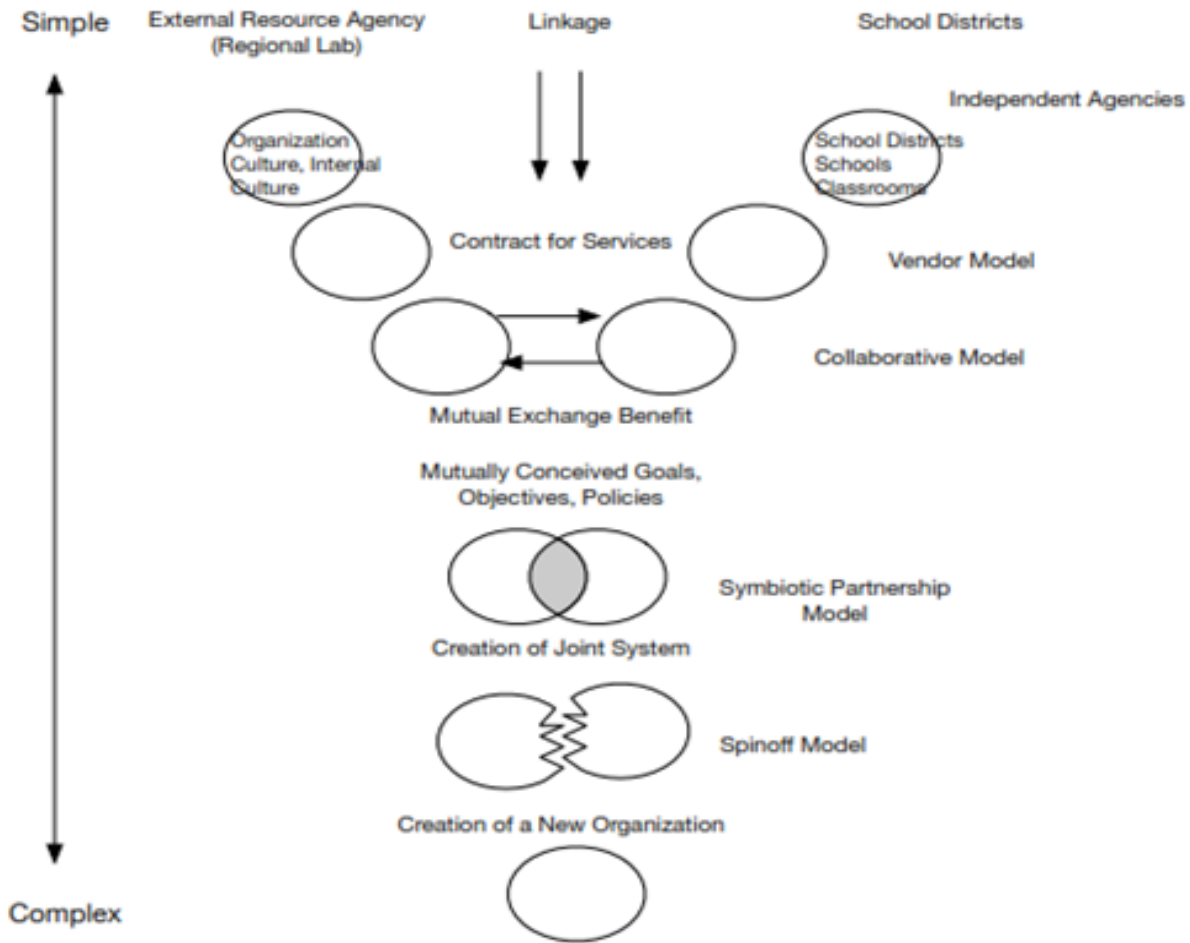 Simple
External Resource Agency
(Regional Lab)
Linkage
School Districts
Independent Agencies
Organization
Culture, Internal
Culture
School Districts
Schools
Classrooms
Contract for Services
Vendor Model
Collaborative Model
Mutual Exchange Benefit
Mutually Conceived Goals,
Objectives, Policies
Symbiotic Partnership
Model
Creation of Joint System
Spinoff Model
Creation of a New Organization
Complex